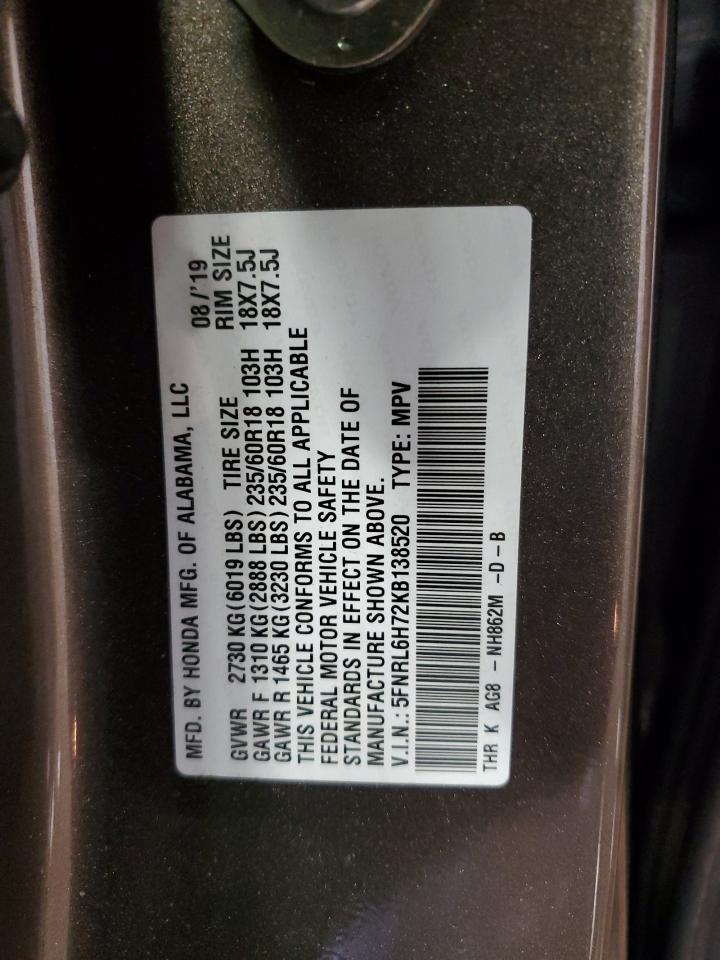 MFD. BY HONDA MFG. OF ALABAMA, LLC 08/'19
GVWR 2730 KG(6019 LBS) TIRE SIZE RIM SIZE
GAWR F 1310 KG(2888 LBS) 235/60R18 103H 18X7.5J
GAWR R 1465 KG(3230 LBS) 235/60R18 103H 18X7.5J
THIS VEHICLE CONFORMS TO ALL APPLICABLE
FEDERAL MOTOR VEHICLE SAFETY
STANDARDS IN EFFECT ON THE DATE OF
MANUFACTURE SHOWN ABOVE.
V.I.N.: 5FNRL6H72KB138520 TYPE: MPV
THR K AG8 - NH862M -D-B